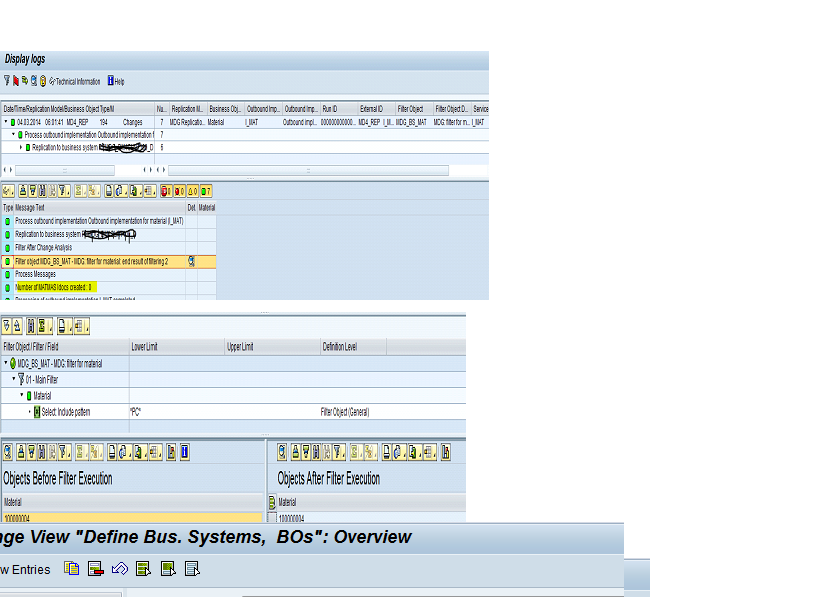 Display logs
Technical Information Help
Date/Time/Replication Model/Business Object Type/M Nu... Replication M... Business Obj... Outbound Imp... Outbound Imp... Run ID External ID Filter Object Filter Object D... Service
04.03.2014 06:01:41 MD4_REP 194 Changes 7 MDG Replicatio... Material I_MAT Outbound impl... 000000000000... MD4_REP I_M... MDG_BS_MAT MDG: filter for m... I_MAT
Process outbound implementation Outbound implementation f 7
Replication to business system 6
0 0 0 7
Type Message Text Det. Material
Process outbound implementation Outbound implementation for material (I_MAT)
Replication to business system
Filter After Change Analysis
Filter object MDG_BS_MAT - MDG: filter for material: end result of filtering 2
Process Messages
Number of MATMAS Idocs created : 0
Processing of outbound implementation I_MAT completed
Filter Object / Filter / Field Lower Limit Upper Limit Definition Level
MDG_BS_MAT - MDG: filter for material
01 - Main Filter
Material
Select: Include pattern *PC* Filter Object (General)
Objects Before Filter Execution Objects After Filter Execution
Material Material
100000004 100000004
nge View "Define Bus. Systems, BOs": Overview
w Entries